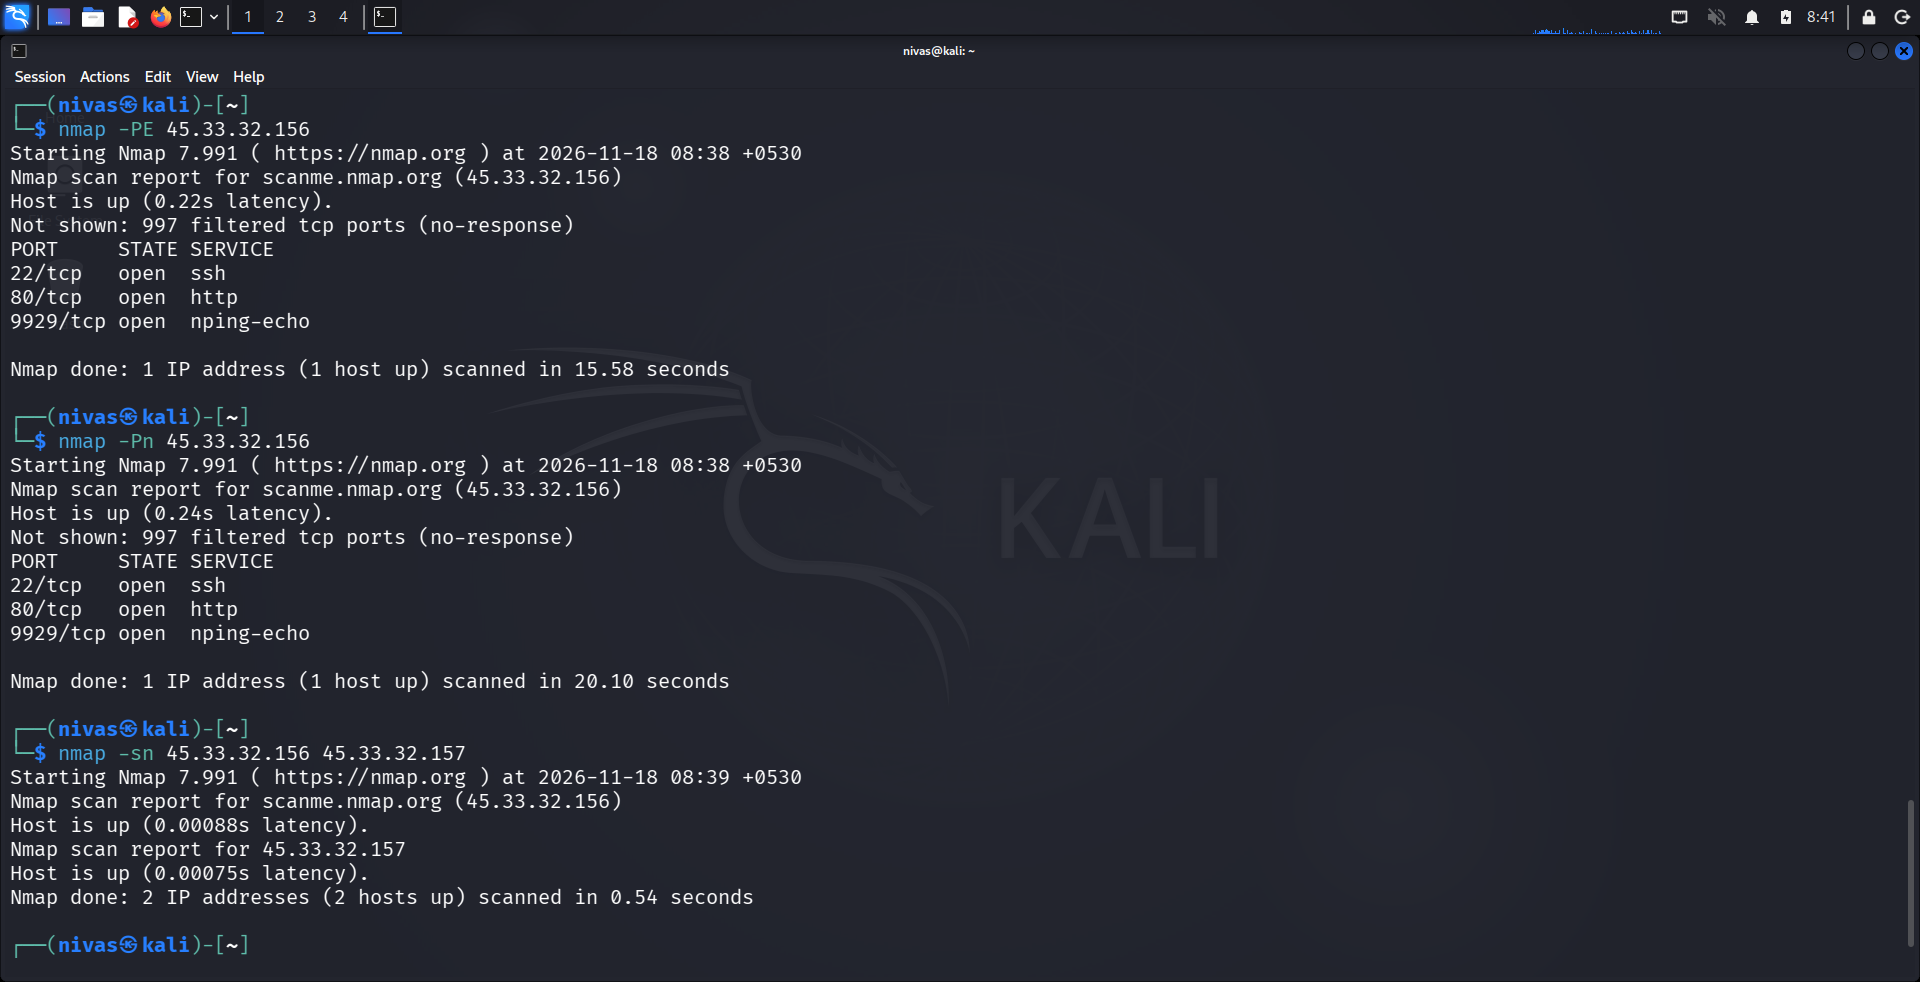 1 2 3 4 8:41
nivas@kali: ~
Session Actions Edit View Help
┌──(nivas㉿kali)-[~]
└─$ nmap -PE 45.33.32.156
Starting Nmap 7.991 ( https://nmap.org ) at 2026-11-18 08:38 +0530
Nmap scan report for scanme.nmap.org (45.33.32.156)
Host is up (0.22s latency).
Not shown: 997 filtered tcp ports (no-response)
PORT     STATE SERVICE
22/tcp   open  ssh
80/tcp   open  http
9929/tcp open  nping-echo
Nmap done: 1 IP address (1 host up) scanned in 15.58 seconds
┌──(nivas㉿kali)-[~]
└─$ nmap -Pn 45.33.32.156
Starting Nmap 7.991 ( https://nmap.org ) at 2026-11-18 08:38 +0530
Nmap scan report for scanme.nmap.org (45.33.32.156)
Host is up (0.24s latency).
Not shown: 997 filtered tcp ports (no-response)
PORT     STATE SERVICE
22/tcp   open  ssh
80/tcp   open  http
9929/tcp open  nping-echo
Nmap done: 1 IP address (1 host up) scanned in 20.10 seconds
┌──(nivas㉿kali)-[~]
└─$ nmap -sn 45.33.32.156 45.33.32.157
Starting Nmap 7.991 ( https://nmap.org ) at 2026-11-18 08:39 +0530
Nmap scan report for scanme.nmap.org (45.33.32.156)
Host is up (0.00088s latency).
Nmap scan report for 45.33.32.157
Host is up (0.00075s latency).
Nmap done: 2 IP addresses (2 hosts up) scanned in 0.54 seconds
┌──(nivas㉿kali)-[~]
KALI